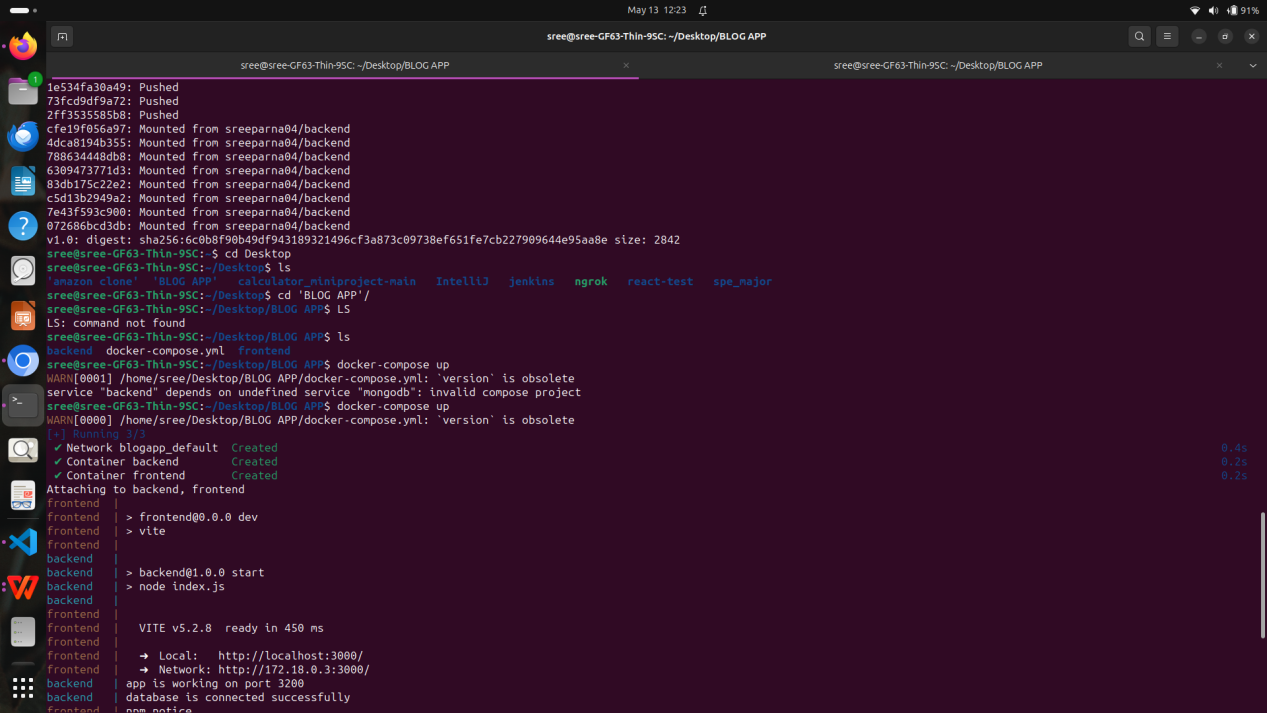 May 13 12:23
91%
sree@sree-GF63-Thin-9SC: ~/Desktop/BLOG APP
sree@sree-GF63-Thin-9SC: ~/Desktop/BLOG APP
sree@sree-GF63-Thin-9SC: ~/Desktop/BLOG APP
1e534fa30a49: Pushed
73fcd9df9a72: Pushed
2ff3535585b8: Pushed
cfe19f056a97: Mounted from sreeparna04/backend
4dca8194b355: Mounted from sreeparna04/backend
788634448db8: Mounted from sreeparna04/backend
6309473771d3: Mounted from sreeparna04/backend
83db175c22e2: Mounted from sreeparna04/backend
c5d13b2949a2: Mounted from sreeparna04/backend
7e43f593c900: Mounted from sreeparna04/backend
072686bcd3db: Mounted from sreeparna04/backend
v1.0: digest: sha256:6c0b8f90b49df943189321496cf3a873c09738ef651fe7cb227909644e95aa8e size: 2842
sree@sree-GF63-Thin-9SC:~$ cd Desktop
sree@sree-GF63-Thin-9SC:~/Desktop$ ls
'amazon clone' 'BLOG APP' calculator_miniproject-main IntelliJ jenkins ngrok react-test spe_major
sree@sree-GF63-Thin-9SC:~/Desktop$ cd 'BLOG APP'/
sree@sree-GF63-Thin-9SC:~/Desktop/BLOG APP$ LS
LS: command not found
sree@sree-GF63-Thin-9SC:~/Desktop/BLOG APP$ ls
backend docker-compose.yml frontend
sree@sree-GF63-Thin-9SC:~/Desktop/BLOG APP$ docker-compose up
WARN[0001] /home/sree/Desktop/BLOG APP/docker-compose.yml: `version` is obsolete
service "backend" depends on undefined service "mongodb": invalid compose project
sree@sree-GF63-Thin-9SC:~/Desktop/BLOG APP$ docker-compose up
WARN[0000] /home/sree/Desktop/BLOG APP/docker-compose.yml: `version` is obsolete
[+] Running 3/3
✔ Network blogapp_default Created 0.4s
✔ Container backend Created 0.2s
✔ Container frontend Created 0.2s
Attaching to backend, frontend
frontend |
frontend | > frontend@0.0.0 dev
frontend | > vite
frontend |
backend |
backend | > backend@1.0.0 start
backend | > node index.js
backend |
frontend |
frontend | VITE v5.2.8 ready in 450 ms
frontend |
frontend | ➜ Local: http://localhost:3000/
frontend | ➜ Network: http://172.18.0.3:3000/
backend | app is working on port 3200
backend | database is connected successfully
frontend | npm notice